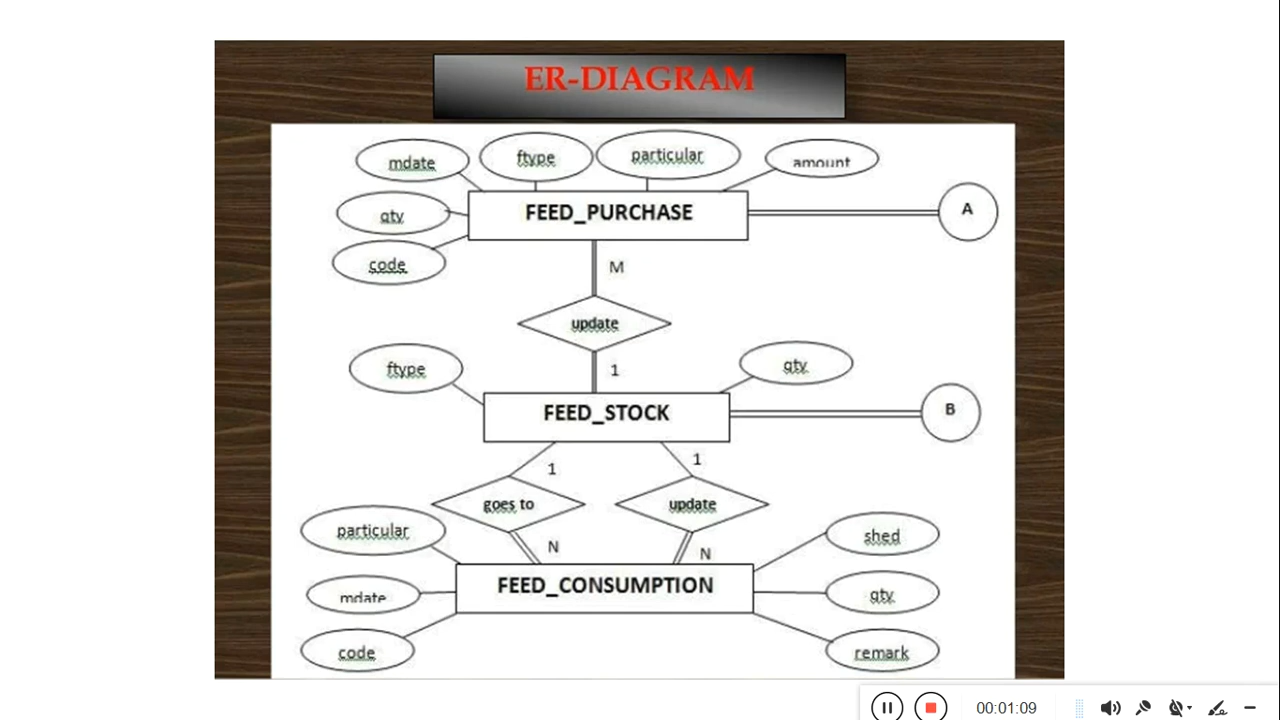 ER-DIAGRAM
mdate
ftype
particular
amount
qty
FEED_PURCHASE
A
code
M
update
ftype
1
qty
FEED_STOCK
B
1
1
goes to
update
particular
N
N
shed
FEED_CONSUMPTION
mdate
qty
code
remark
00:01:09